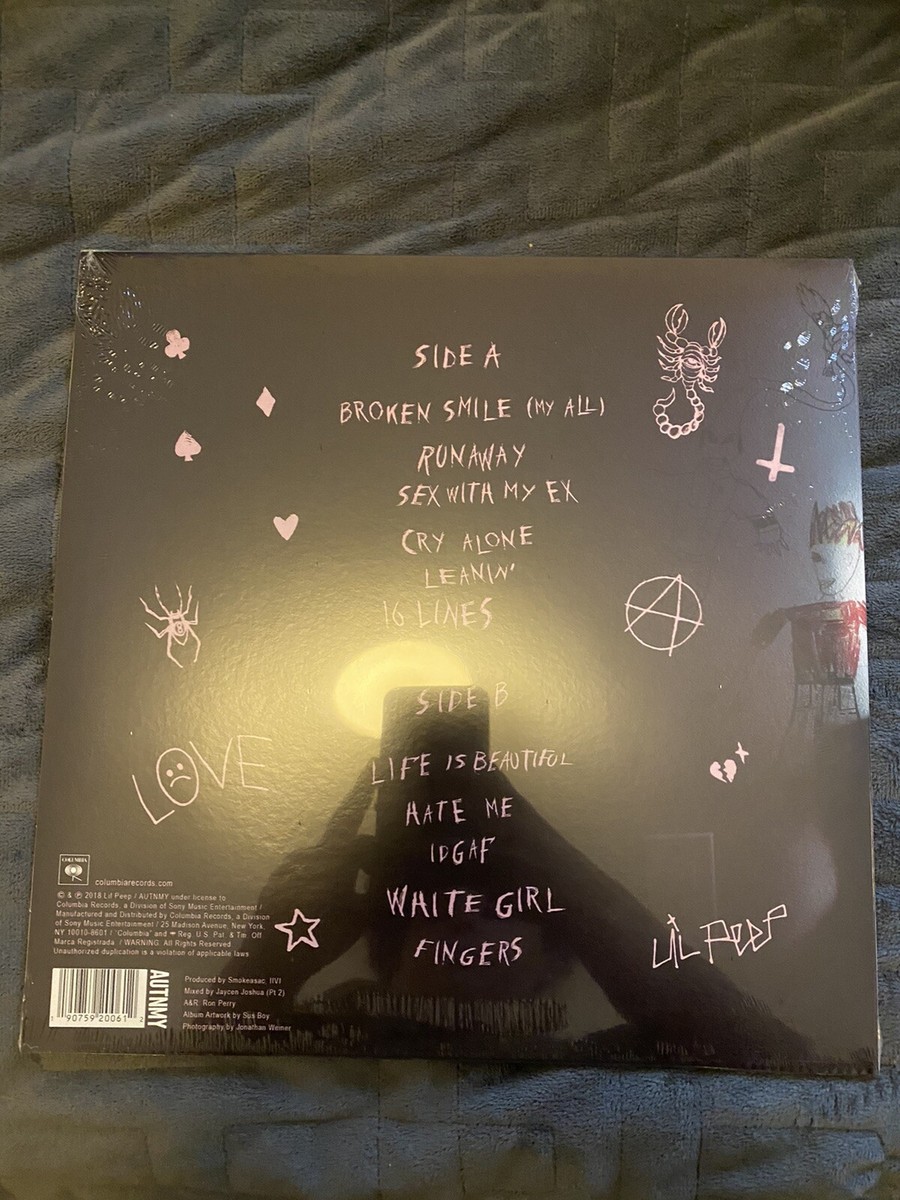 SIDE A
BROKEN SMILE (MY ALL)
RUNAWAY
SEX WITH MY EX
CRY ALONE
LEANIN'
16 LINES
SIDE B
LIFE IS BEAUTIFUL
HATE ME
IDGAF
WHITE GIRL
FINGERS
LOVE
LIL PEEP
COLUMBIA
columbiarecords.com
© & ℗ 2018 Lil Peep / AUTNMY under license to
Columbia Records, a Division of Sony Music Entertainment /
Manufactured and Distributed by Columbia Records, a Division
of Sony Music Entertainment / 25 Madison Avenue, New York,
NY 10010-8601 / "Columbia" and Reg. U.S. Pat. & Tm. Off.
Marca Registrada. / WARNING: All Rights Reserved.
Unauthorized duplication is a violation of applicable laws
AUTNMY
1 90759 20061 2
Produced by Smokeasac, IIVI
Mixed by Jaycen Joshua (Pt 2)
A&R: Ron Perry
Album Artwork by Sus Boy
Photography by Jonathan Weiner